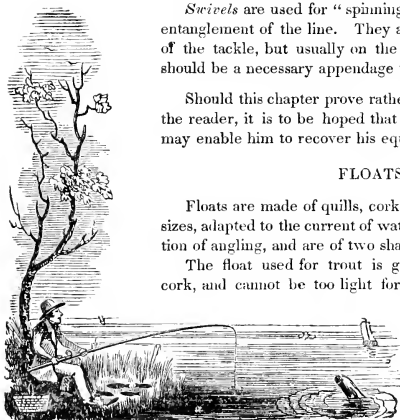 Swivels are used for “ spinning
entanglement of the line. They a
of the tackle, but usually on the
should be a necessary appendage
Should this chapter prove rathe
the reader, it is to be hoped that
may enable him to recover his equ
FLOATS
Floats are made of quills, cork
sizes, adapted to the current of wat
tion of angling, and are of two sha
The float used for trout is g
cork, and cannot be too light for